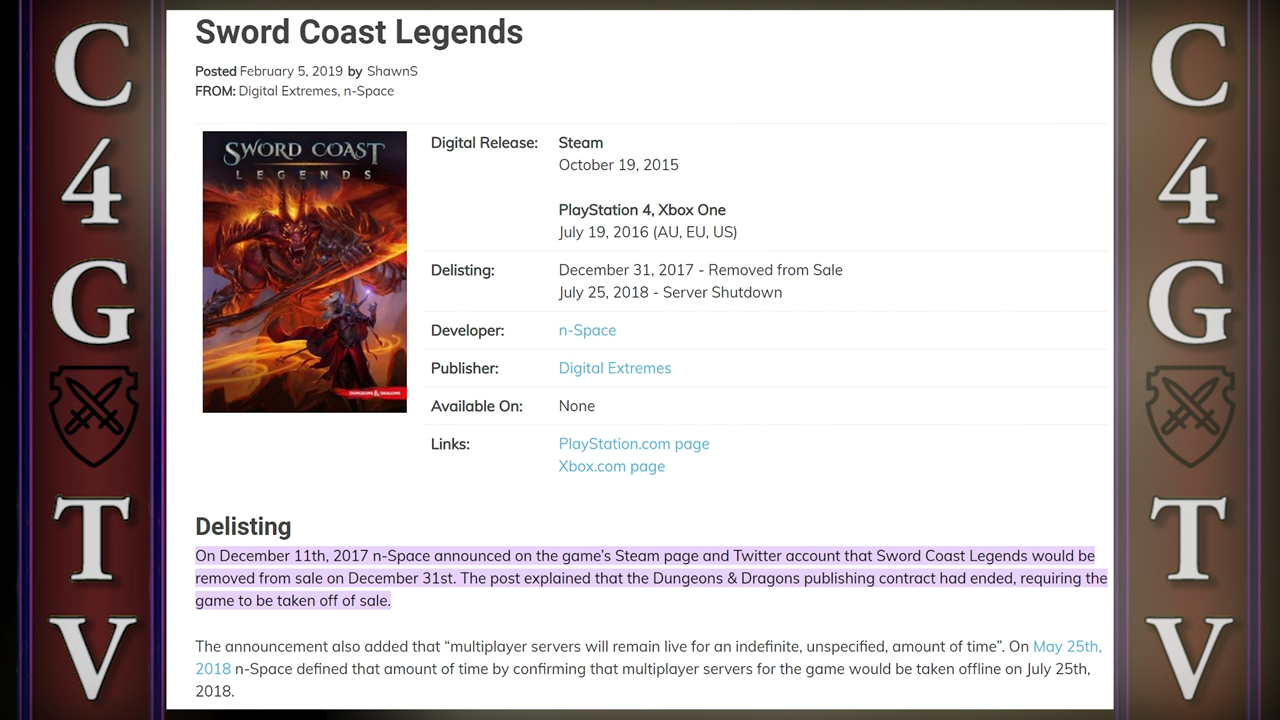 C4GTV
Sword Coast Legends
Posted February 5, 2019 by ShawnS
FROM: Digital Extremes, n-Space
SWORD COAST
LEGENDS
DUNGEONS & DRAGONS
Digital Release: Steam
October 19, 2015
PlayStation 4, Xbox One
July 19, 2016 (AU, EU, US)
Delisting: December 31, 2017 - Removed from Sale
July 25, 2018 - Server Shutdown
Developer: n-Space
Publisher: Digital Extremes
Available On: None
Links: PlayStation.com page
Xbox.com page
Delisting
On December 11th, 2017 n-Space announced on the game's Steam page and Twitter account that Sword Coast Legends would be
removed from sale on December 31st. The post explained that the Dungeons & Dragons publishing contract had ended, requiring the
game to be taken off of sale.
The announcement also added that “multiplayer servers will remain live for an indefinite, unspecified, amount of time”. On May 25th,
2018 n-Space defined that amount of time by confirming that multiplayer servers for the game would be taken offline on July 25th,
2018.
C4GTV